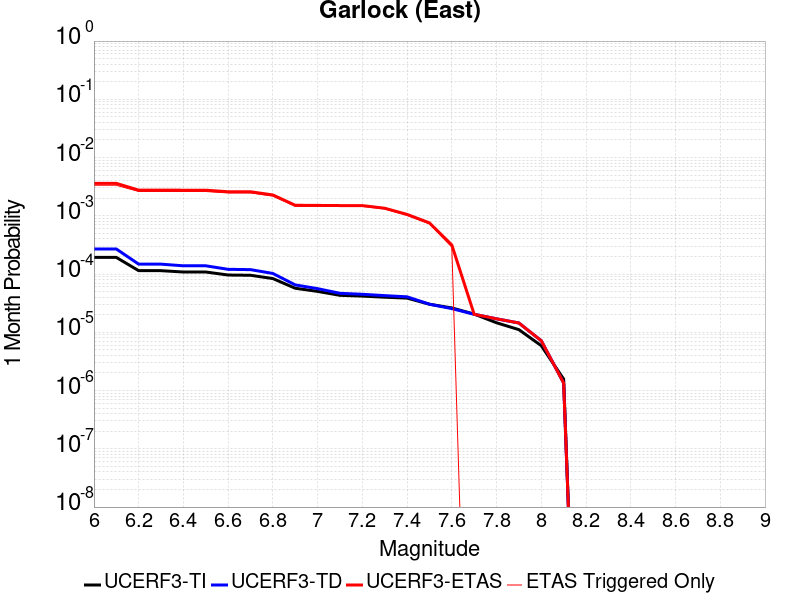 Garlock (East)
10^0
10^-1
10^-2
10^-3
10^-4
10^-5
10^-6
10^-7
10^-8
1 Month Probability
6 6.2 6.4 6.6 6.8 7 7.2 7.4 7.6 7.8 8 8.2 8.4 8.6 8.8 9
Magnitude
UCERF3-TI UCERF3-TD UCERF3-ETAS ETAS Triggered Only